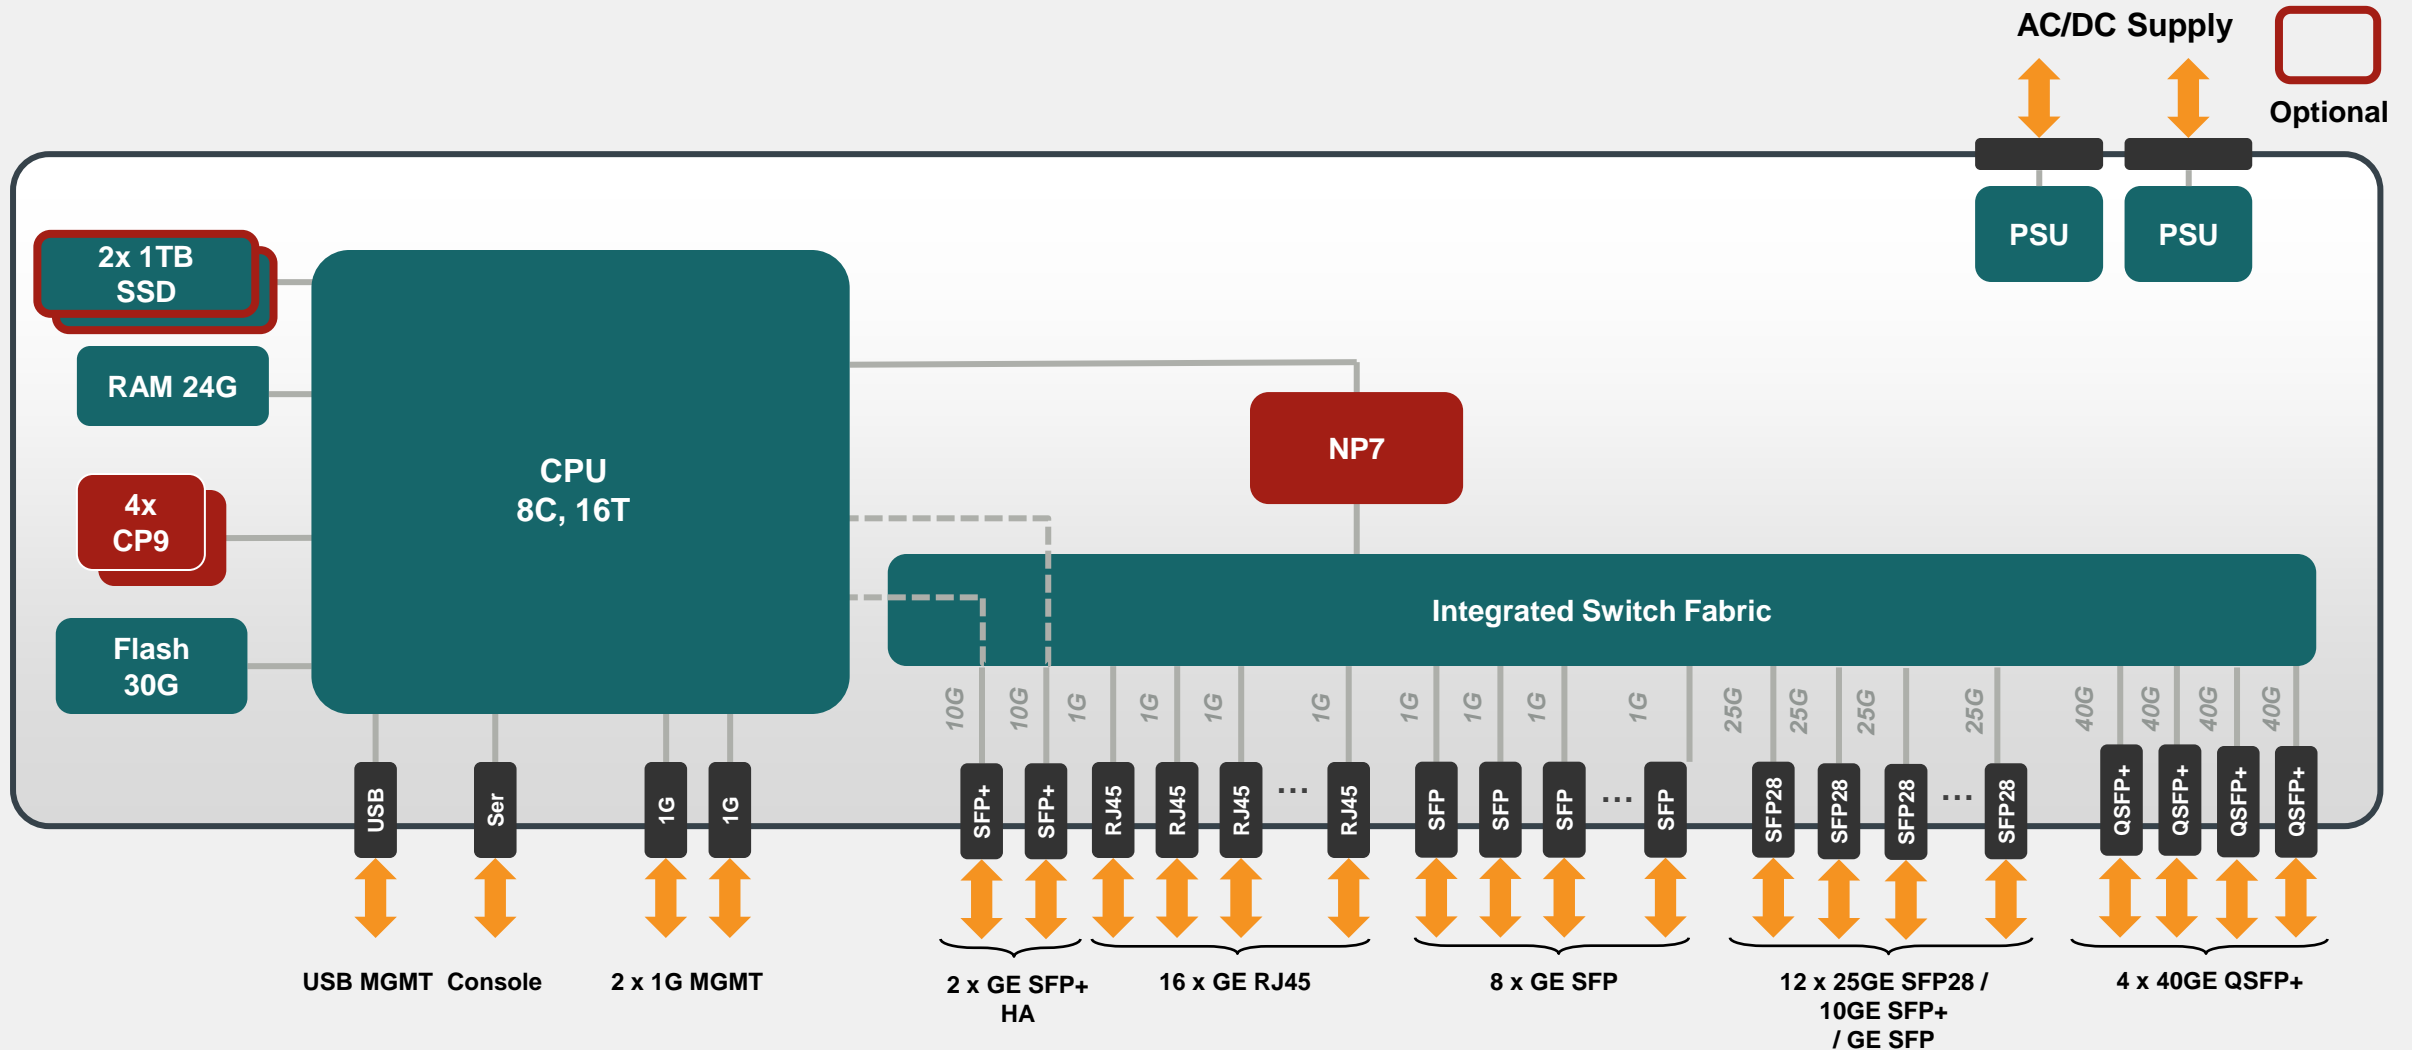 AC/DC Supply
Optional
PSU
PSU
2x 1TB
SSD
RAM 24G
4x
CP9
Flash
30G
CPU
8C, 16T
NP7
Integrated Switch Fabric
10G
10G
1G
1G
1G
1G
1G
1G
1G
1G
25G
25G
25G
25G
40G
40G
40G
40G
USB
Ser
1G
1G
SFP+
SFP+
RJ45
RJ45
RJ45
...
RJ45
SFP
SFP
SFP
...
SFP
SFP28
SFP28
SFP28
...
SFP28
QSFP+
QSFP+
QSFP+
QSFP+
USB MGMT
Console
2 x 1G MGMT
2 x GE SFP+
HA
16 x GE RJ45
8 x GE SFP
12 x 25GE SFP28 /
10GE SFP+
/ GE SFP
4 x 40GE QSFP+